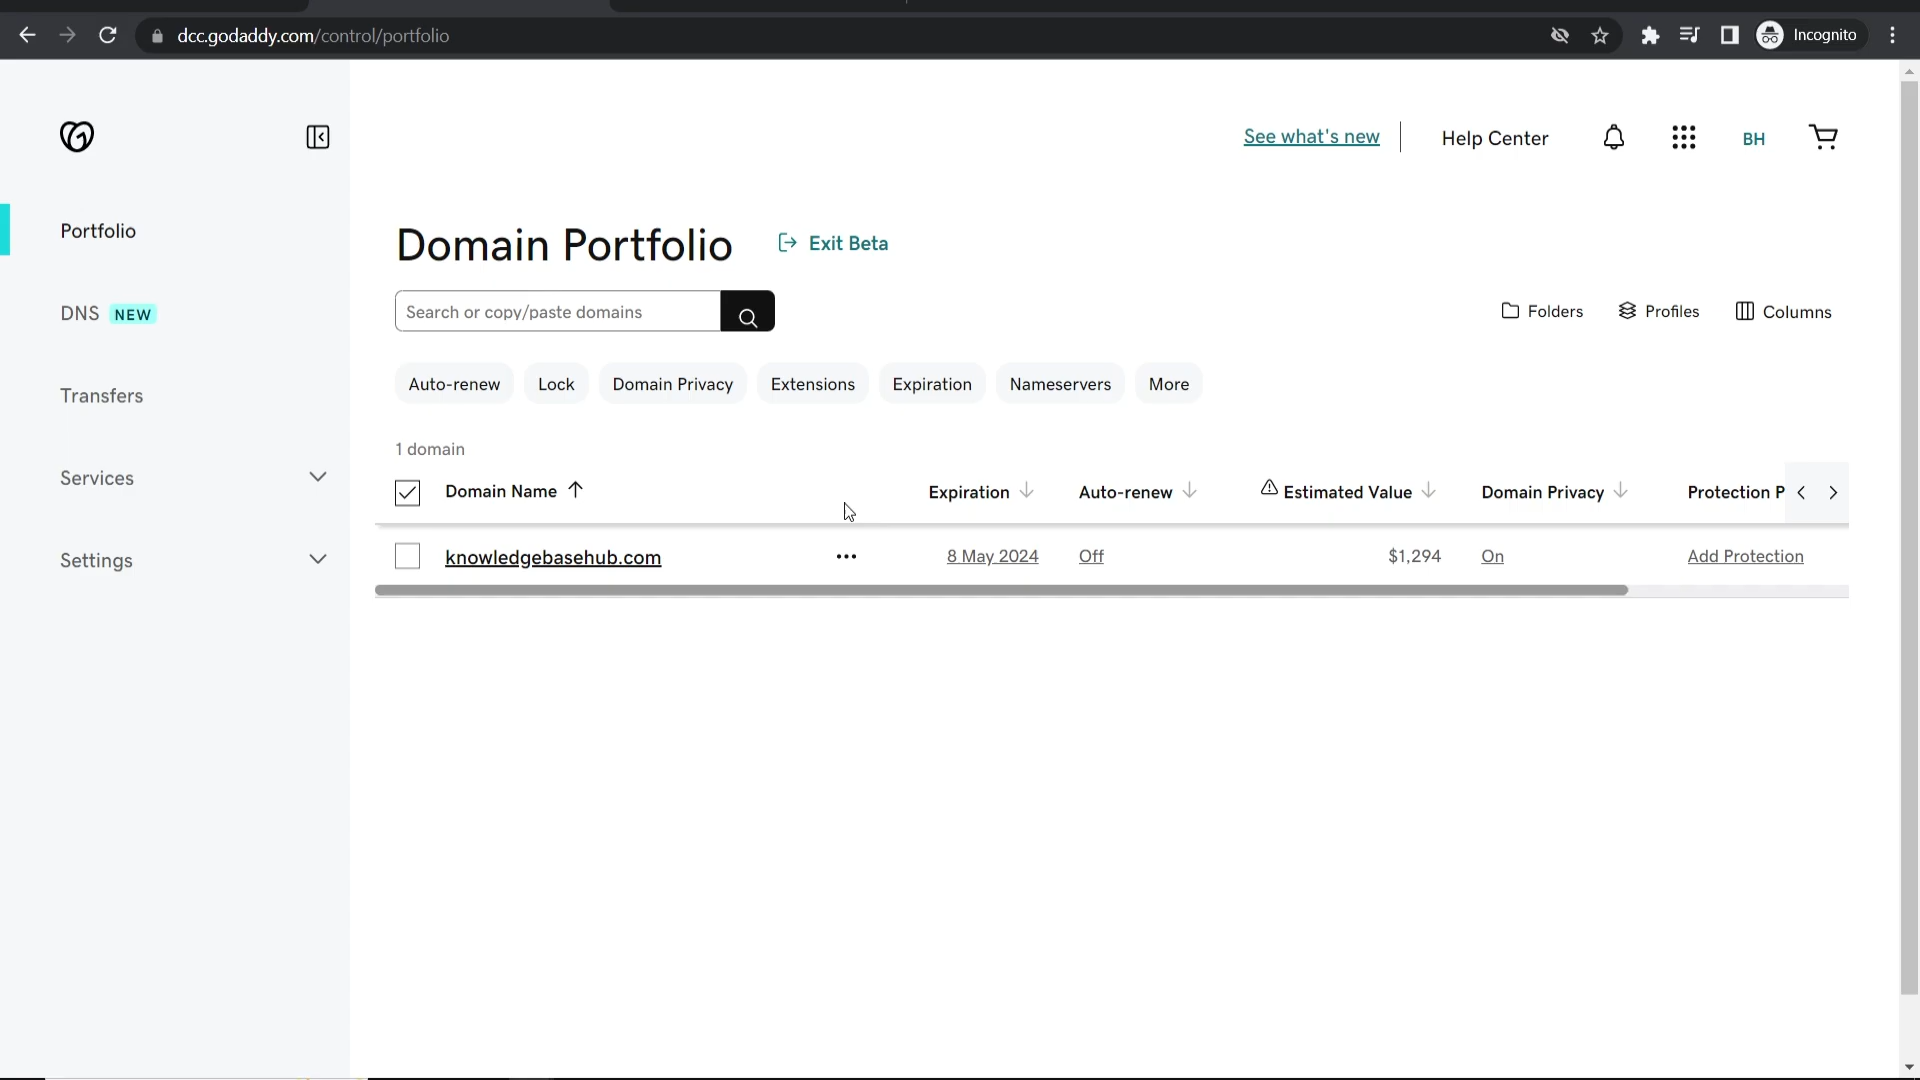 dcc.godaddy.com/control/portfolio
Incognito
See what's new
Help Center
BH
Portfolio
DNS NEW
Transfers
Services
Settings
Domain Portfolio
Exit Beta
Search or copy/paste domains
Folders
Profiles
Columns
Auto-renew
Lock
Domain Privacy
Extensions
Expiration
Nameservers
More
1 domain
Domain Name Expiration Auto-renew Estimated Value Domain Privacy Protection P
knowledgebasehub.com ••• 8 May 2024 Off $1,294 On Add Protection